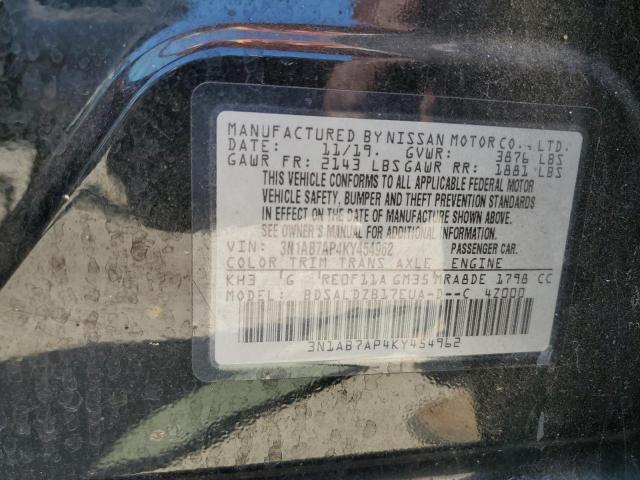 MANUFACTURED BY NISSAN MOTOR CO., LTD.
DATE: 11/19 GVWR: 3876 LBS
GAWR FR: 2143 LBS GAWR RR: 1881 LBS
THIS VEHICLE CONFORMS TO ALL APPLICABLE FEDERAL MOTOR
VEHICLE SAFETY, BUMPER AND THEFT PREVENTION STANDARDS
IN EFFECT ON THE DATE OF MANUFACTURE SHOWN ABOVE.
SEE OWNER'S MANUAL FOR ADDITIONAL INFORMATION
VIN: 3N1AB7AP4KY454962 PASSENGER CAR.
COLOR TRIM TRANS AXLE ENGINE
KH3 G RE0F11A GM35 MRA8DE 1798 CC
MODEL BDSALDZB17EUA-D--C 4Z000
3N1AB7AP4KY454962